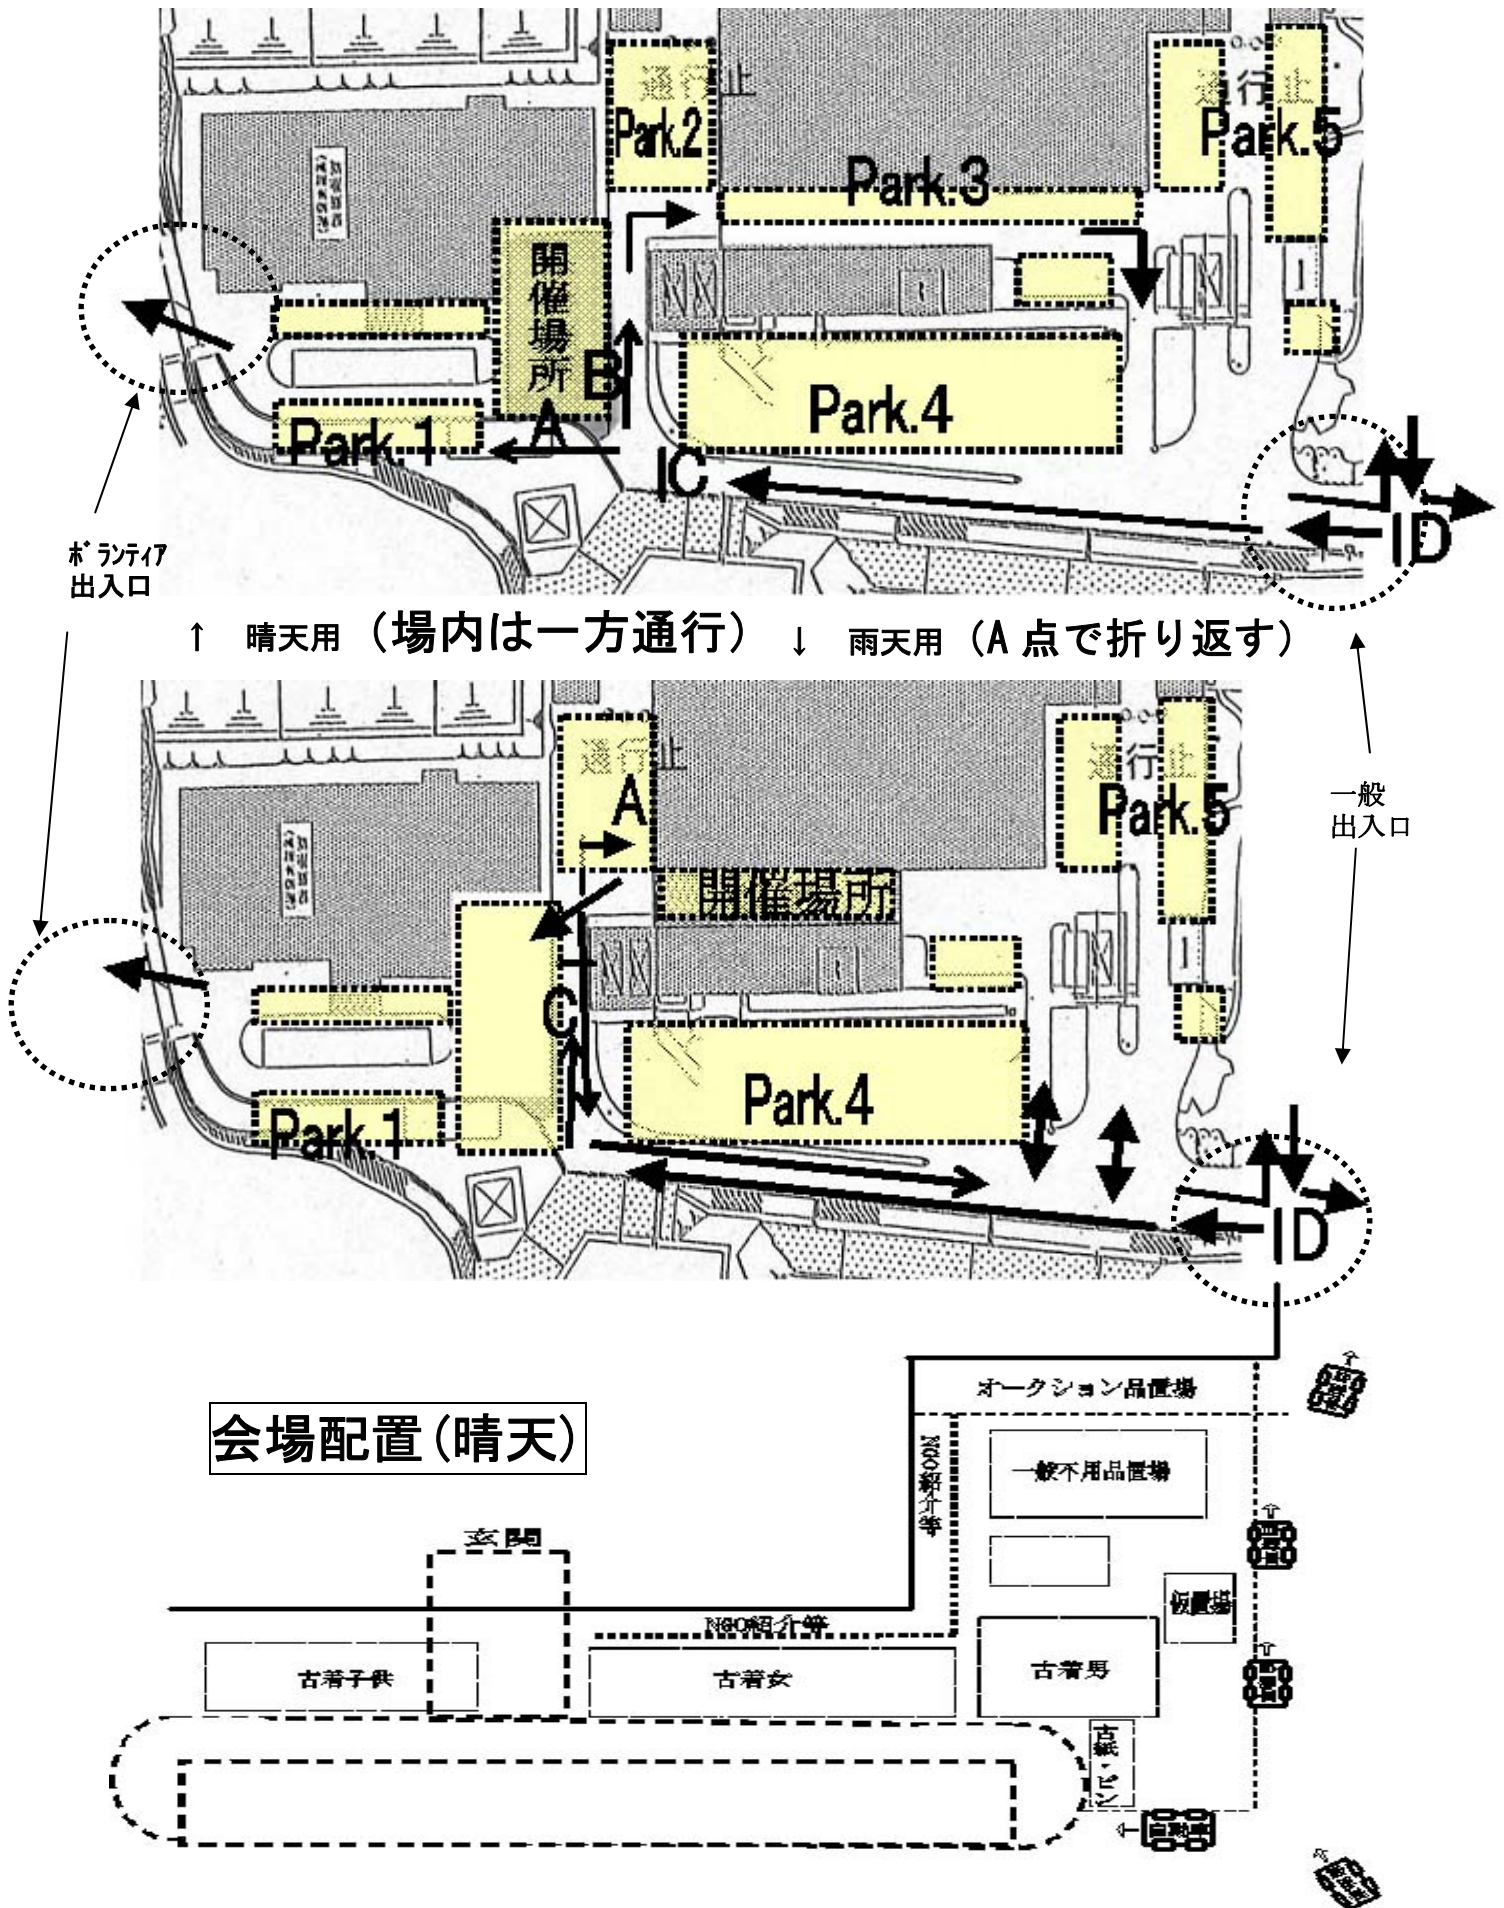 通行止
Park.2
通行止
Park.5
Park.3
開催場所
B
Park.4
A
Park.1
IC
ID
ボランティア
出入口
↑ 晴天用 (場内は一方通行) ↓ 雨天用 (A点で折り返す)
通行止
A
通行止
Park.5
開催場所
C
Park.4
Park.1
一般
出入口
ID
会場配置(晴天)
オークション品置場
NGO紹介等
一般不用品置場
玄関
仮置場
NGO紹介等
古着子供
古着女
古着男
古紙・ビン
自動車